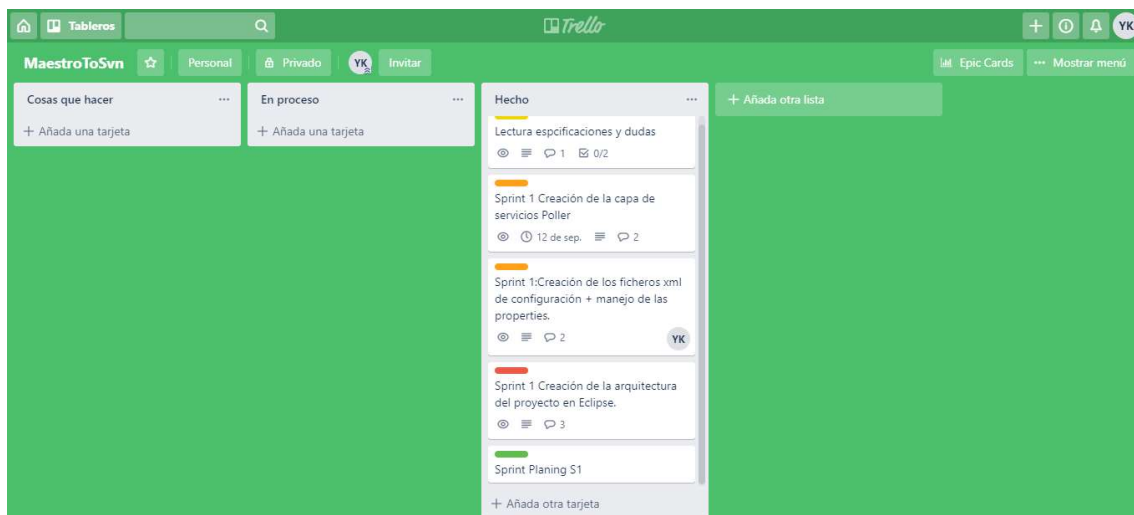 Tableros
Trello
YK
MaestroToSvn
Personal
Privado
YK
Invitar
Epic Cards
Mostrar menú
Cosas que hacer
+ Añada una tarjeta
En proceso
+ Añada una tarjeta
Hecho
Lectura espcificaciones y dudas
1
0/2
Sprint 1 Creación de la capa de
servicios Poller
12 de sep.
2
Sprint 1:Creación de los ficheros xml
de configuración + manejo de las
properties.
2
YK
Sprint 1 Creación de la arquitectura
del proyecto en Eclipse.
3
Sprint Planing S1
+ Añada otra tarjeta
+ Añada otra lista